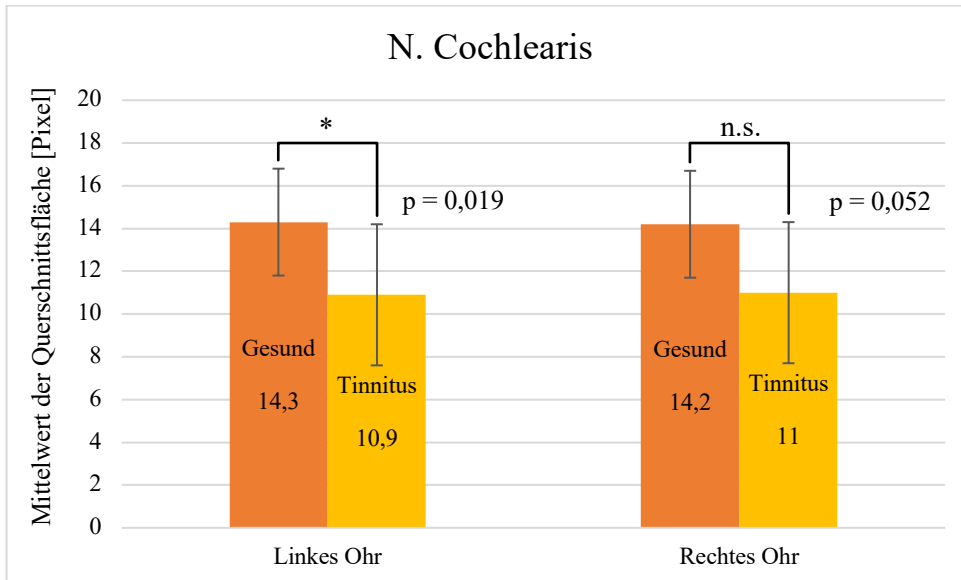 N. Cochlearis
Mittelwert der Querschnittsfläche [Pixel]
20
18
16
14
12
10
8
6
4
2
0
*
n.s.
p = 0,019
p = 0,052
Gesund
14,3
Tinnitus
10,9
Gesund
14,2
Tinnitus
11
Linkes Ohr
Rechtes Ohr